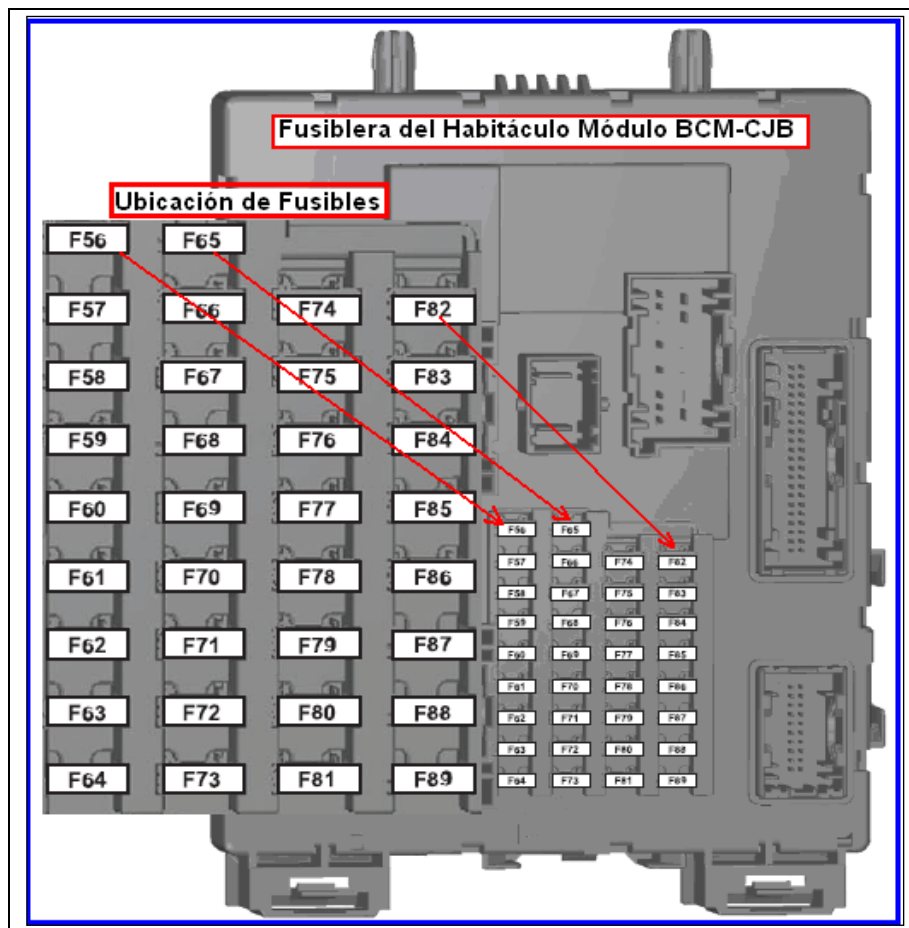 Fusiblera del Habitáculo Módulo BCM-CJB
Ubicación de Fusibles
F56 F65
F57 F66 F74 F82
F58 F67 F75 F83
F59 F68 F76 F84
F60 F69 F77 F85
F61 F70 F78 F86
F62 F71 F79 F87
F63 F72 F80 F88
F64 F73 F81 F89
F56 F65
F57 F66 F74 F82
F58 F67 F75 F83
F59 F68 F76 F84
F60 F69 F77 F85
F61 F70 F78 F86
F62 F71 F79 F87
F63 F72 F80 F88
F64 F73 F81 F89